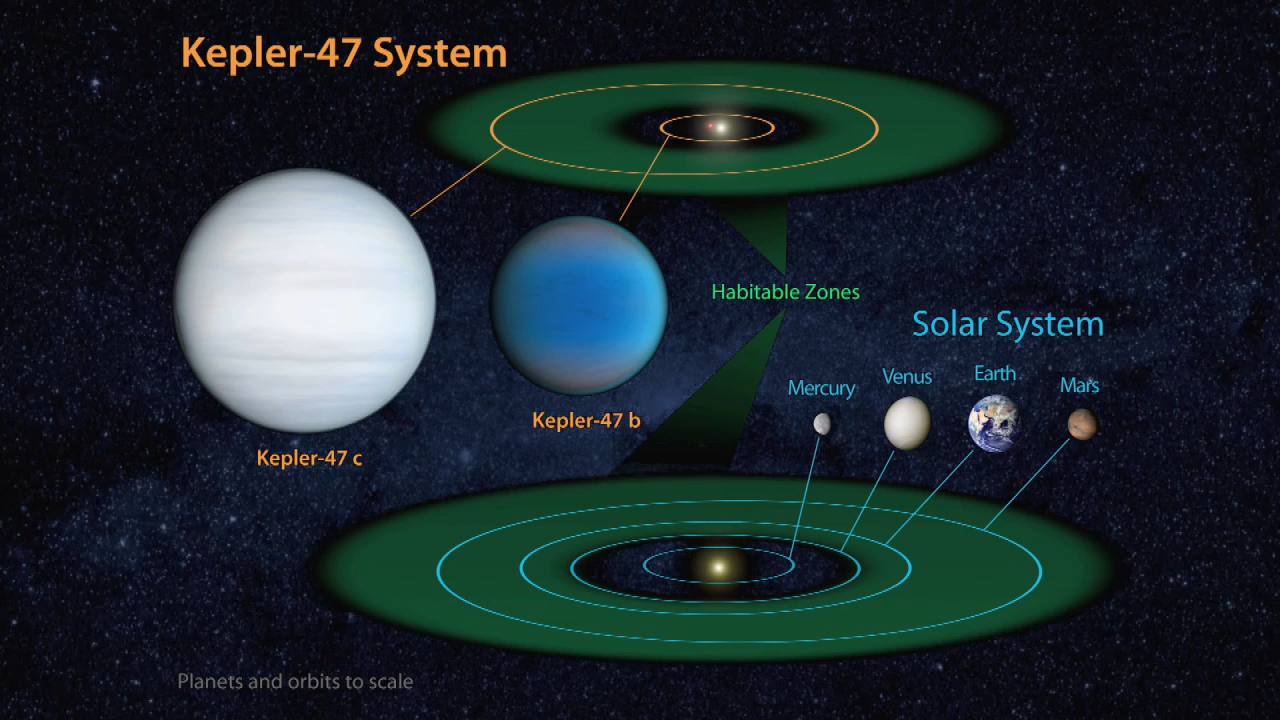 Kepler-47 System
Habitable Zones
Solar System
Mercury
Venus
Earth
Mars
Kepler-47 b
Kepler-47 c
Planets and orbits to scale